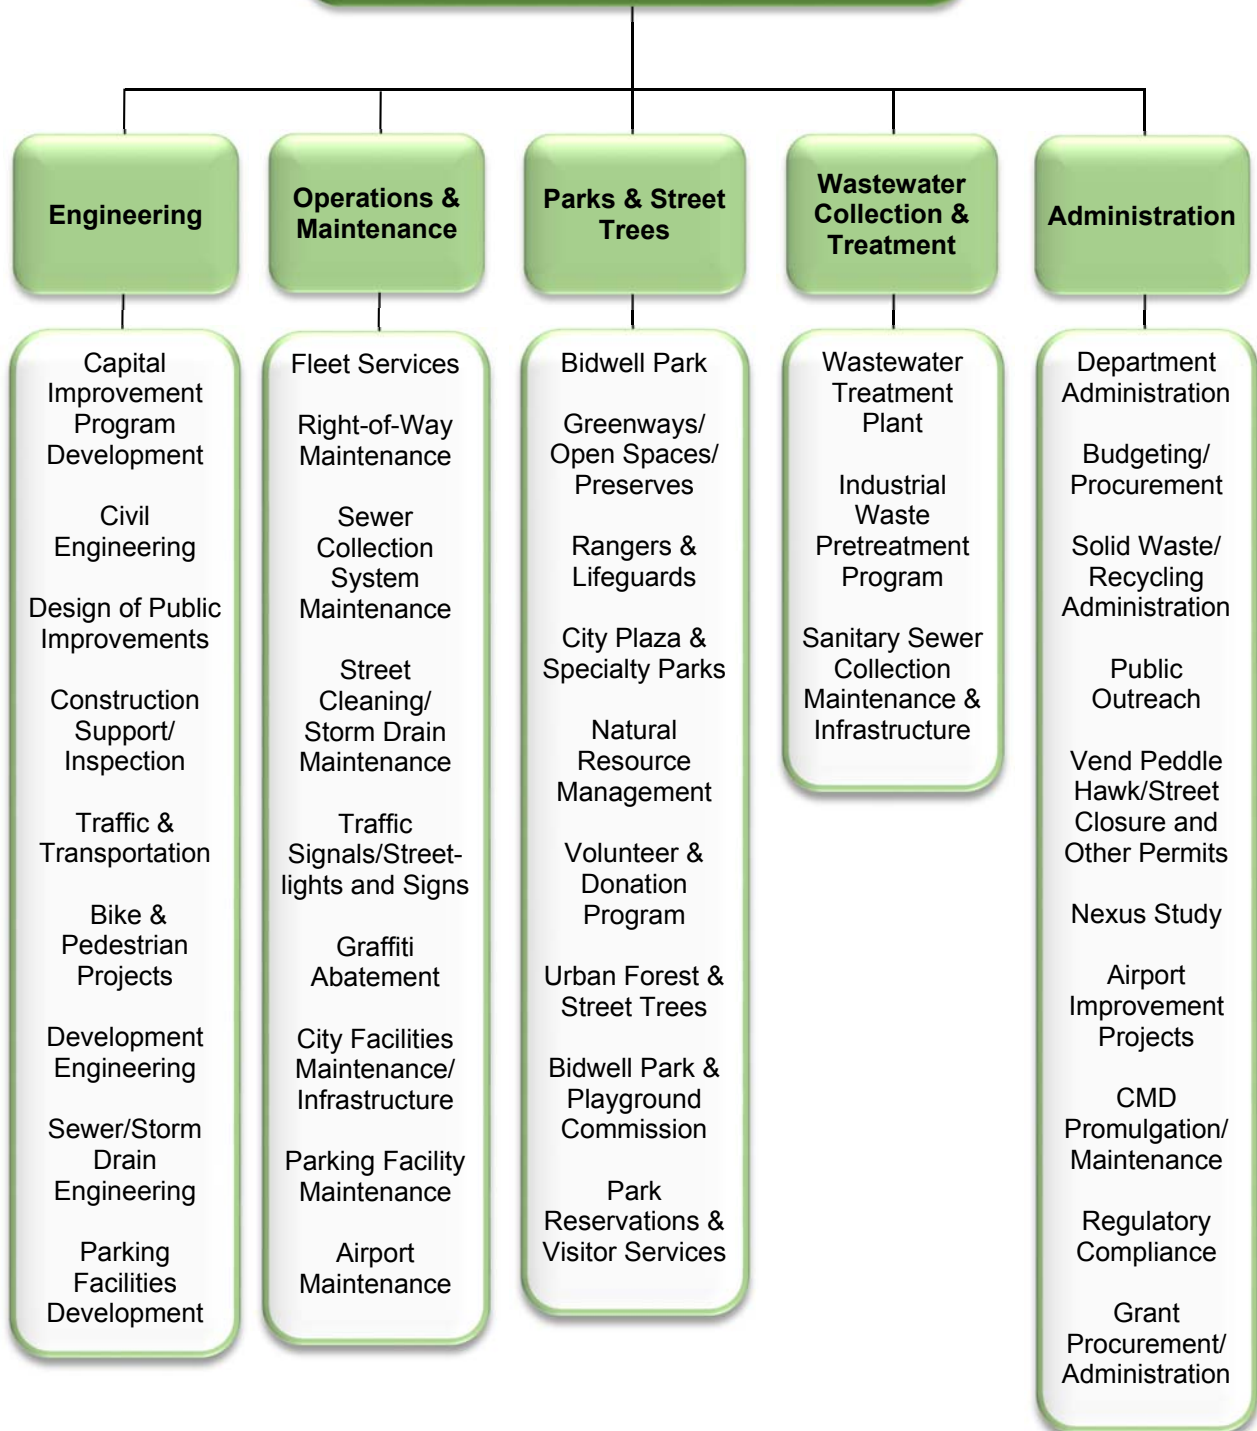 Engineering
Operations &
Maintenance
Parks & Street
Trees
Wastewater
Collection &
Treatment
Administration
Capital
Improvement
Program
Development
Civil
Engineering
Design of Public
Improvements
Construction
Support/
Inspection
Traffic &
Transportation
Bike &
Pedestrian
Projects
Development
Engineering
Sewer/Storm
Drain
Engineering
Parking
Facilities
Development
Fleet Services
Right-of-Way
Maintenance
Sewer
Collection
System
Maintenance
Street
Cleaning/
Storm Drain
Maintenance
Traffic
Signals/Street-
lights and Signs
Graffiti
Abatement
City Facilities
Maintenance/
Infrastructure
Parking Facility
Maintenance
Airport
Maintenance
Bidwell Park
Greenways/
Open Spaces/
Preserves
Rangers &
Lifeguards
City Plaza &
Specialty Parks
Natural
Resource
Management
Volunteer &
Donation
Program
Urban Forest &
Street Trees
Bidwell Park &
Playground
Commission
Park
Reservations &
Visitor Services
Wastewater
Treatment
Plant
Industrial
Waste
Pretreatment
Program
Sanitary Sewer
Collection
Maintenance &
Infrastructure
Department
Administration
Budgeting/
Procurement
Solid Waste/
Recycling
Administration
Public
Outreach
Vend Peddle
Hawk/Street
Closure and
Other Permits
Nexus Study
Airport
Improvement
Projects
CMD
Promulgation/
Maintenance
Regulatory
Compliance
Grant
Procurement/
Administration